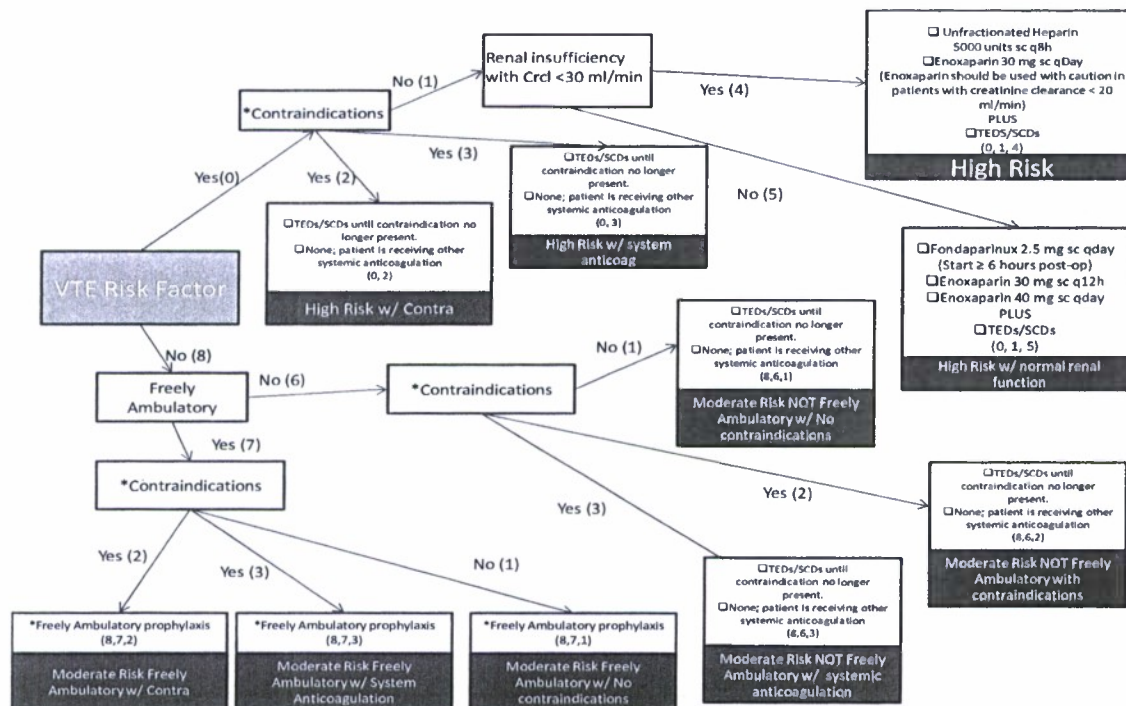 ❑ Unfractionated Heparin
5000 units sc q8h
❑Enoxaparin 30 mg sc qDay
(Enoxaparin should be used with caution in
patients with creatinine clearance < 20
ml/min)
PLUS
❑TEDS/SCDs
(0, 1, 4)
High Risk
Renal insufficiency
with Crcl <30 ml/min
No (1)
Yes (4)
*Contraindications
Yes (3)
Yes(0)
Yes (2)
❑TEDs/SCDs until
contraindication no longer
present.
❑None; patient is receiving other
systemic anticoagulation
(0, 3)
High Risk w/ system
anticoag
No (5)
❑TEDs/SCDs until contraindication no
longer present.
❑None; patient is receiving other
systemic anticoagulation
(0, 2)
High Risk w/ Contra
❑Fondaparinux 2.5 mg sc qday
(Start ≥ 6 hours post-op)
❑Enoxaparin 30 mg sc q12h
❑Enoxaparin 40 mg sc qday
PLUS
❑TEDs/SCDs
(0, 1, 5)
High Risk w/ normal renal
function
VTE Risk Factor
No (8)
Freely
Ambulatory
No (6)
*Contraindications
No (1)
❑TEDs/SCDs until
contraindication no longer
present.
❑None; patient is receiving other
systemic anticoagulation
(8,6,1)
Moderate Risk NOT Freely
Ambulatory w/ No
contraindications
Yes (7)
*Contraindications
Yes (2)
❑TEDs/SCDs until
contraindication no longer
present.
❑None; patient is receiving other
systemic anticoagulation
(8,6,2)
Moderate Risk NOT Freely
Ambulatory with
contraindications
Yes (3)
❑TEDs/SCDs until
contraindication no longer
present.
❑None; patient is receiving other
systemic anticoagulation
(8,6,3)
Moderate Risk NOT Freely
Ambulatory w/ systemic
anticoagulation
Yes (2)
Yes (3)
No (1)
*Freely Ambulatory prophylaxis
(8,7,2)
Moderate Risk Freely
Ambulatory w/ Contra
*Freely Ambulatory prophylaxis
(8,7,3)
Moderate Risk Freely
Ambulatory w/ System
Anticoagulation
*Freely Ambulatory prophylaxis
(8,7,1)
Moderate Risk Freely
Ambulatory w/ No
contraindications